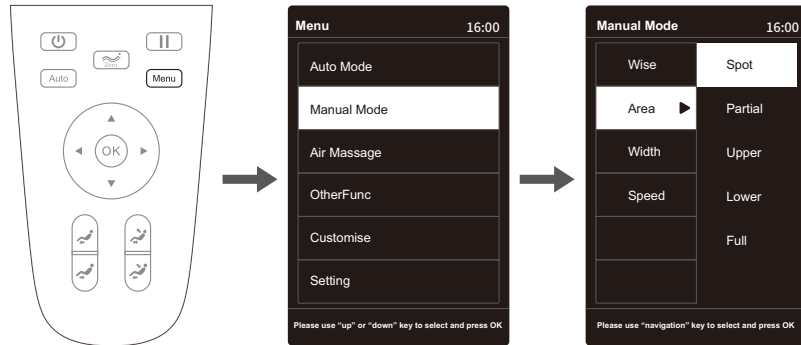 Zero
Auto
Menu
OK
Menu 16:00
Auto Mode
Manual Mode
Air Massage
OtherFunc
Customise
Setting
Please use “up” or “down” key to select and press OK
Manual Mode 16:00
Wise Spot
Area Partial
Width Upper
Speed Lower
Full
Please use “navigation” key to select and press OK